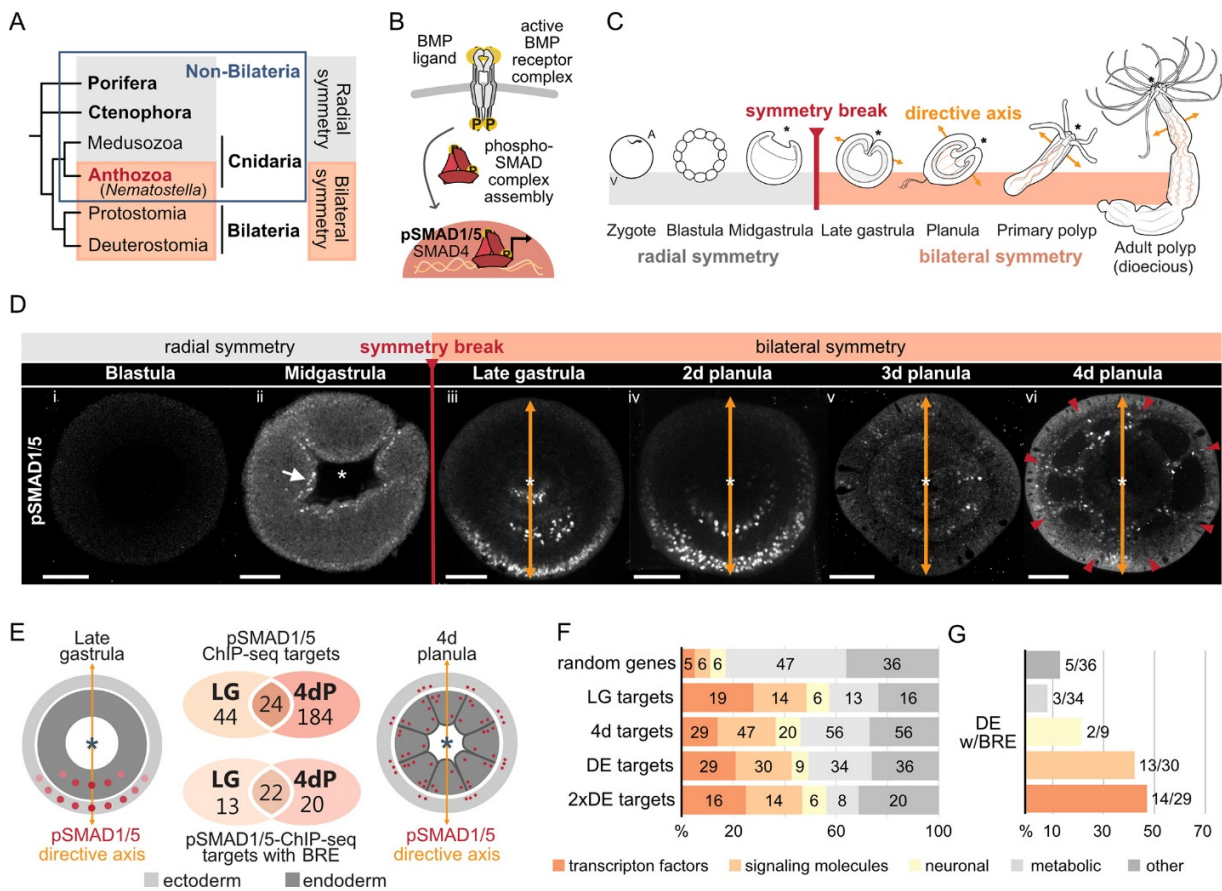 A
Non-Bilateria
Porifera
Ctenophora
Medusozoa
Anthozoa
(Nematostella)
Protostomia
Deuterostomia
Cnidaria
Bilateria
Radial
symmetry
Bilateral
symmetry
B
BMP
ligand
active
BMP
receptor
complex
P P
phospho-
SMAD
complex
assembly
pSMAD1/5
SMAD4
C
symmetry break
directive axis
A
V
*
*
*
*
*
Zygote
Blastula
Midgastrula
Late gastrula
Planula
Primary polyp
Adult polyp
(dioecious)
radial symmetry
bilateral symmetry
D
radial symmetry
symmetry break
bilateral symmetry
Blastula
Midgastrula
Late gastrula
2d planula
3d planula
4d planula
i
ii
iii
iv
v
vi
pSMAD1/5
*
*
*
*
*
E
Late
gastrula
*
pSMAD1/5
directive axis
pSMAD1/5
ChIP-seq targets
LG
44
24
4dP
184
LG
13
22
4dP
20
pSMAD1/5-ChIP-seq
targets with BRE
4d
planula
*
pSMAD1/5
directive axis
ectoderm
endoderm
F
random genes 5 6 6 47 36
LG targets 19 14 6 13 16
4d targets 29 47 20 56 56
DE targets 29 30 9 34 36
2xDE targets 16 14 6 8 20
% 20 60 100
G
DE
w/BRE
5/36
3/34
2/9
13/30
14/29
% 10 30 50 70
transcripton factors
signaling molecules
neuronal
metabolic
other